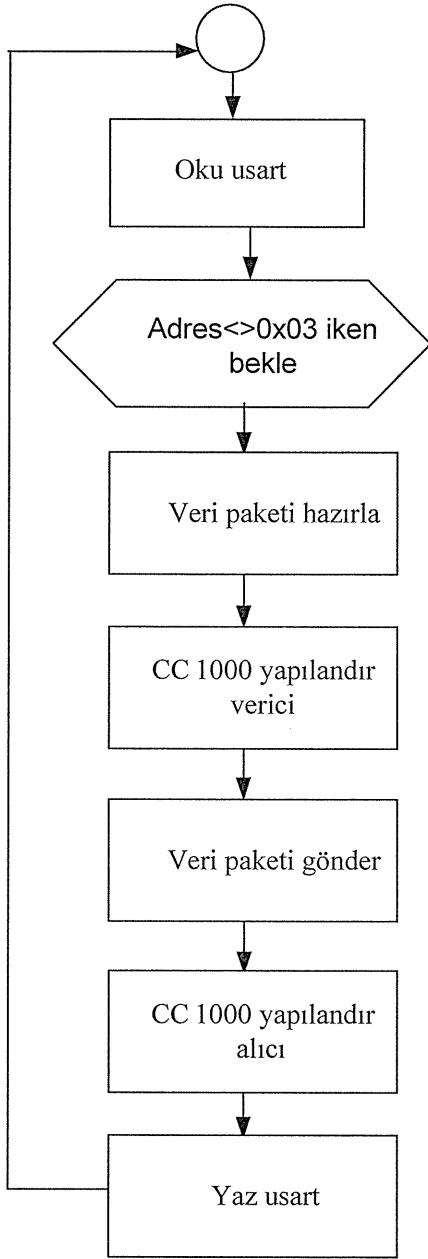 Oku usart
Adres<>0x03 iken
bekle
Veri paketi hazırla
CC 1000 yapılandır
verici
Veri paketi gönder
CC 1000 yapılandır
alıcı
Yaz usart